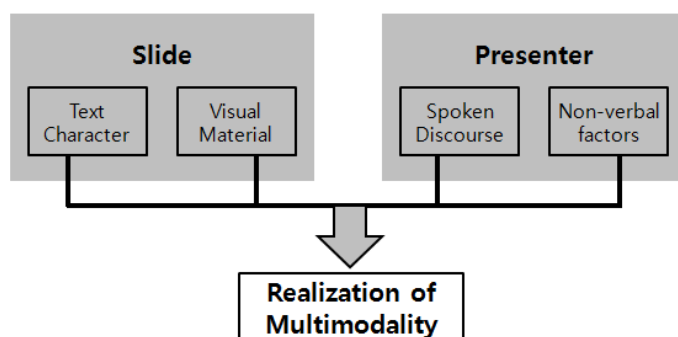 Slide
Presenter
Text
Character
Visual
Material
Spoken
Discourse
Non-verbal
factors
Realization of
Multimodality